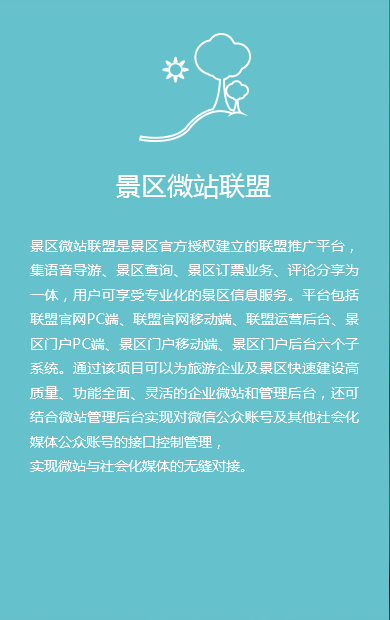 景区微站联盟
景区微站联盟是景区官方授权建立的联盟推广平台，
集语音导游、景区查询、景区订票业务、评论分享为
一体，用户可享受专业化的景区信息服务。平台包括
联盟官网PC端、联盟官网移动端、联盟运营后台、景
区门户PC端、景区门户移动端、景区门户后台六个子
系统。通过该项目可以为旅游企业及景区快速建设高
质量、功能全面、灵活的企业微站和管理后台，还可
结合微站管理后台实现对微信公众账号及其他社会化
媒体公众账号的接口控制管理，
实现微站与社会化媒体的无缝对接。